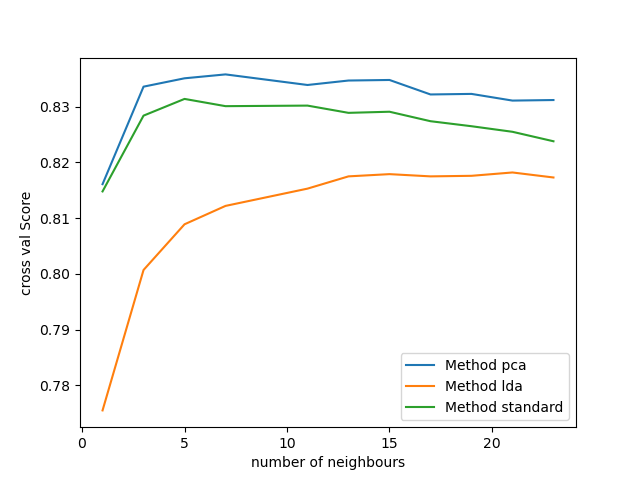 0.83
0.82
0.81
0.80
0.79
0.78
cross val Score
Method pca
Method lda
Method standard
0 5 10 15 20
number of neighbours